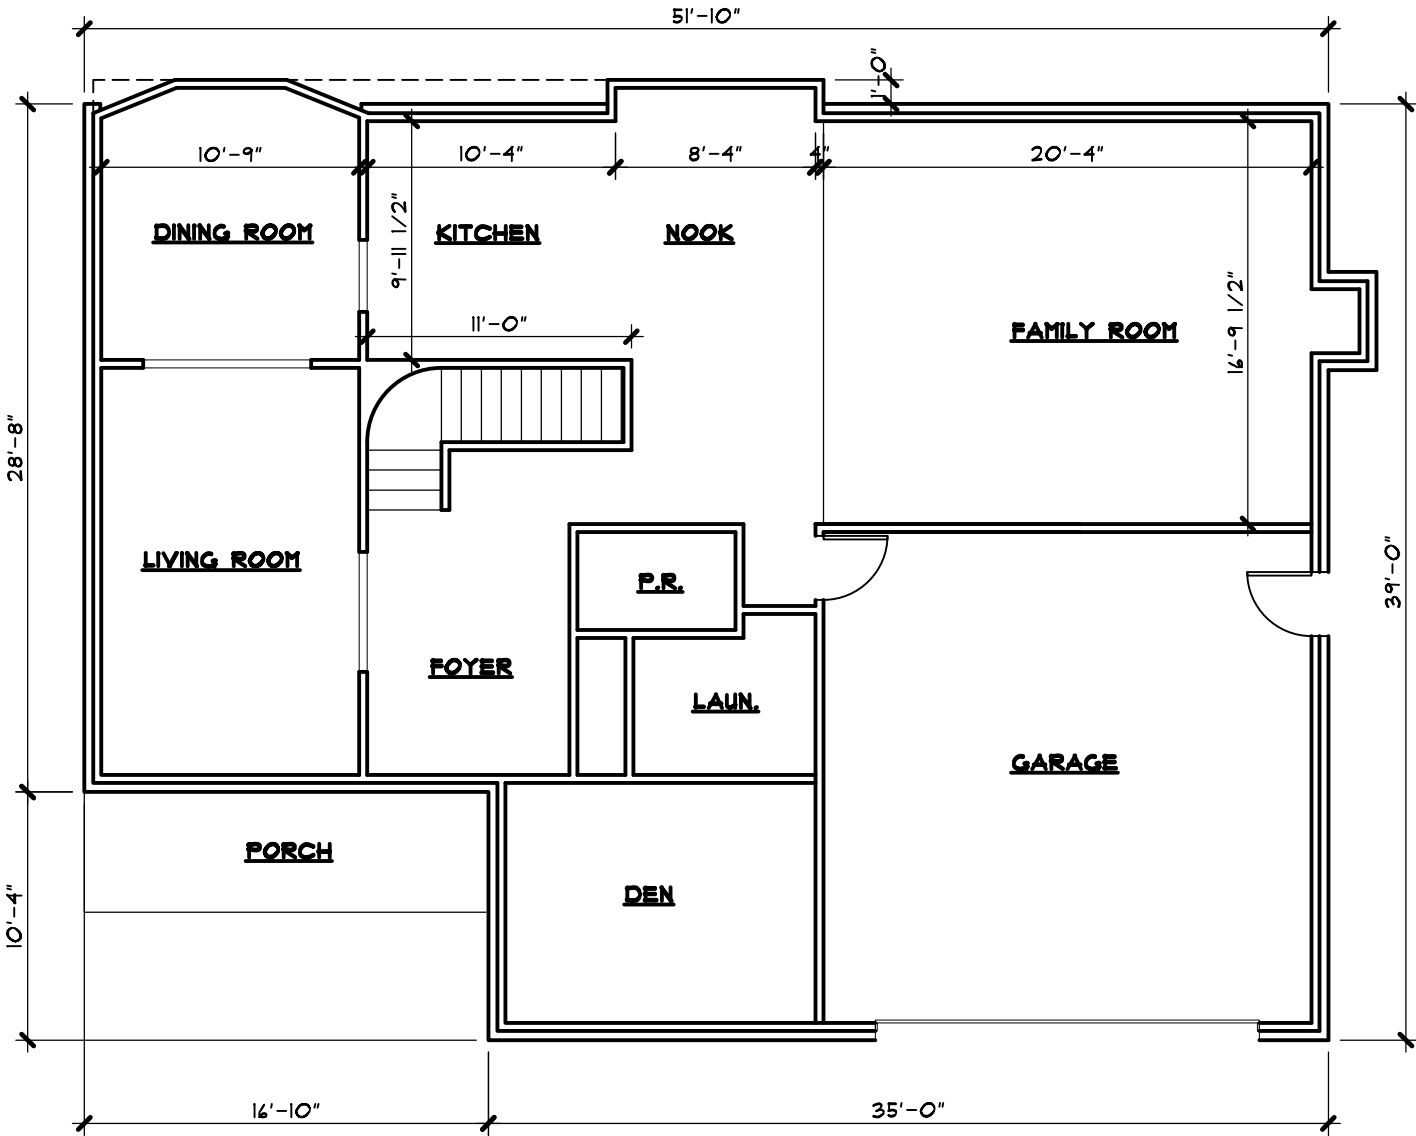 51'-10"
1'-0"
10'-9"
10'-4"
8'-4"
4"
20'-4"
DINING ROOM
KITCHEN
NOOK
9'-11 1/2"
11'-0"
16'-9 1/2"
FAMILY ROOM
28'-8"
LIVING ROOM
P.R.
39'-0"
FOYER
LAUN.
GARAGE
PORCH
DEN
10'-4"
16'-10"
35'-0"